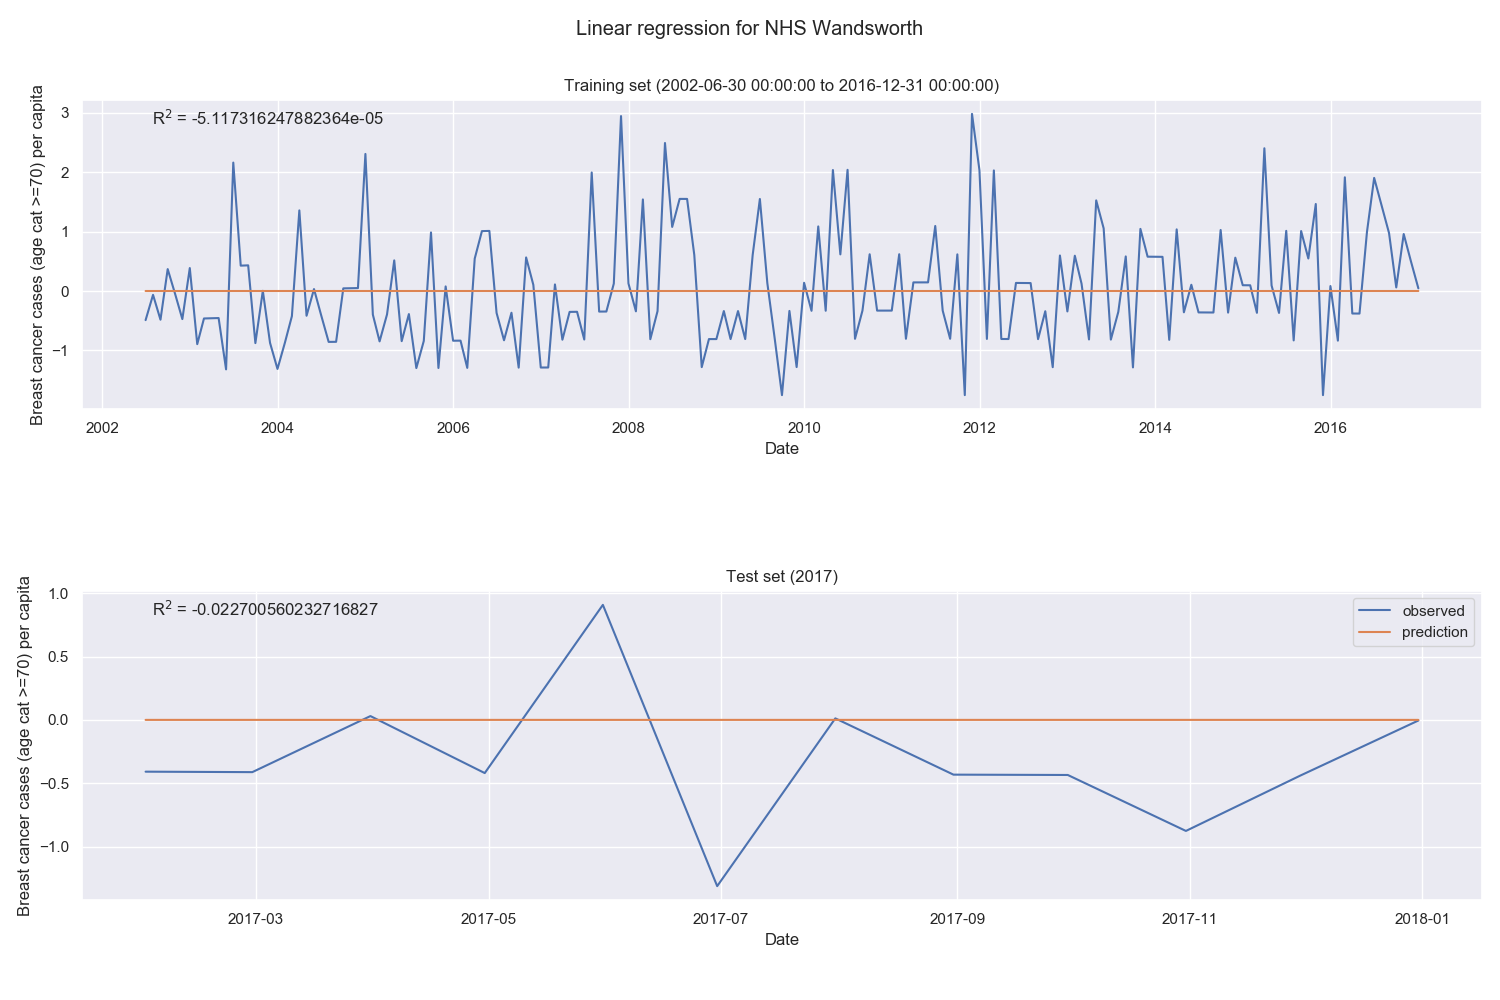 Linear regression for NHS Wandsworth
Training set (2002-06-30 00:00:00 to 2016-12-31 00:00:00)
R² = -5.117316247882364e-05
Breast cancer cases (age cat >=70) per capita
3
2
1
0
−1
2002 2004 2006 2008 2010 2012 2014 2016
Date
Test set (2017)
R² = -0.022700560232716827
observed
prediction
Breast cancer cases (age cat >=70) per capita
1.0
0.5
0.0
−0.5
−1.0
2017-03 2017-05 2017-07 2017-09 2017-11 2018-01
Date